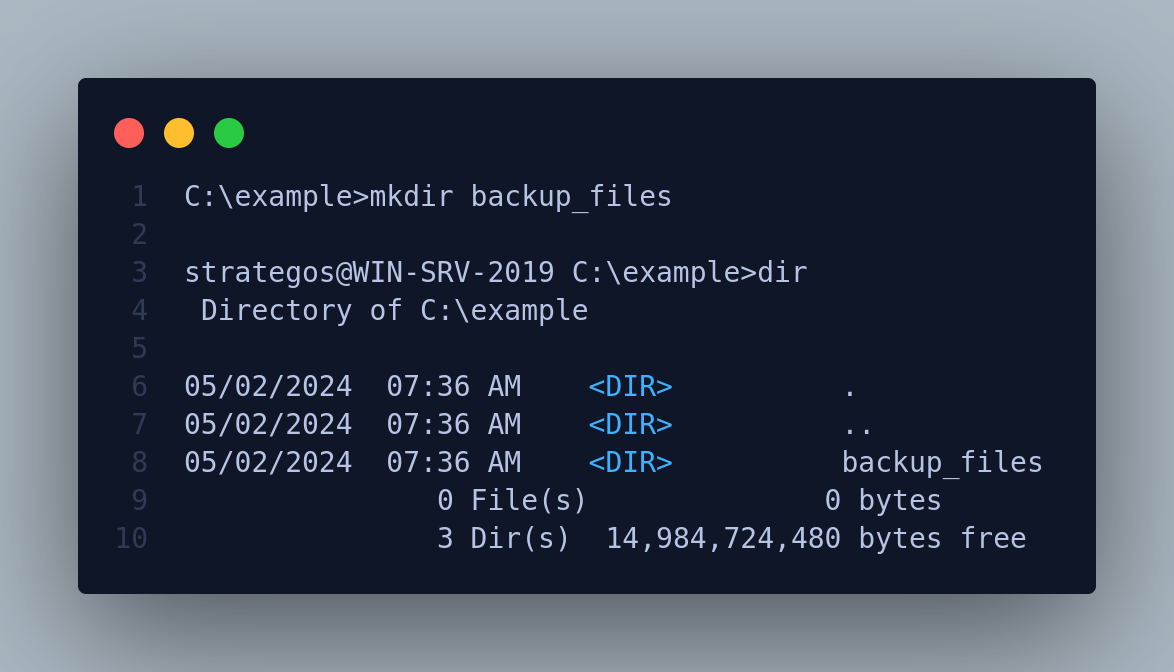 1 C:\example>mkdir backup_files
2
3 strategos@WIN-SRV-2019 C:\example>dir
4  Directory of C:\example
5
6 05/02/2024  07:36 AM    <DIR>          .
7 05/02/2024  07:36 AM    <DIR>          ..
8 05/02/2024  07:36 AM    <DIR>          backup_files
9                0 File(s)              0 bytes
10                3 Dir(s)  14,984,724,480 bytes free